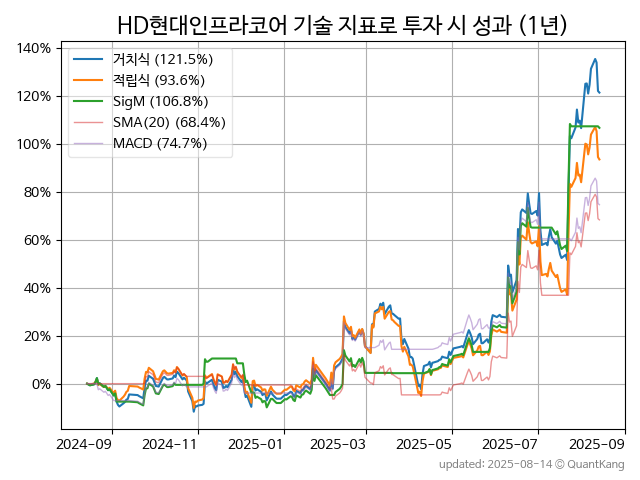 HD현대인프라코어 기술 지표로 투자 시 성과 (1년)
140%
120%
100%
80%
60%
40%
20%
0%
거치식 (121.5%)
적립식 (93.6%)
SigM (106.8%)
SMA(20) (68.4%)
MACD (74.7%)
2024-09 2024-11 2025-01 2025-03 2025-05 2025-07 2025-09
updated: 2025-08-14 © QuantKang